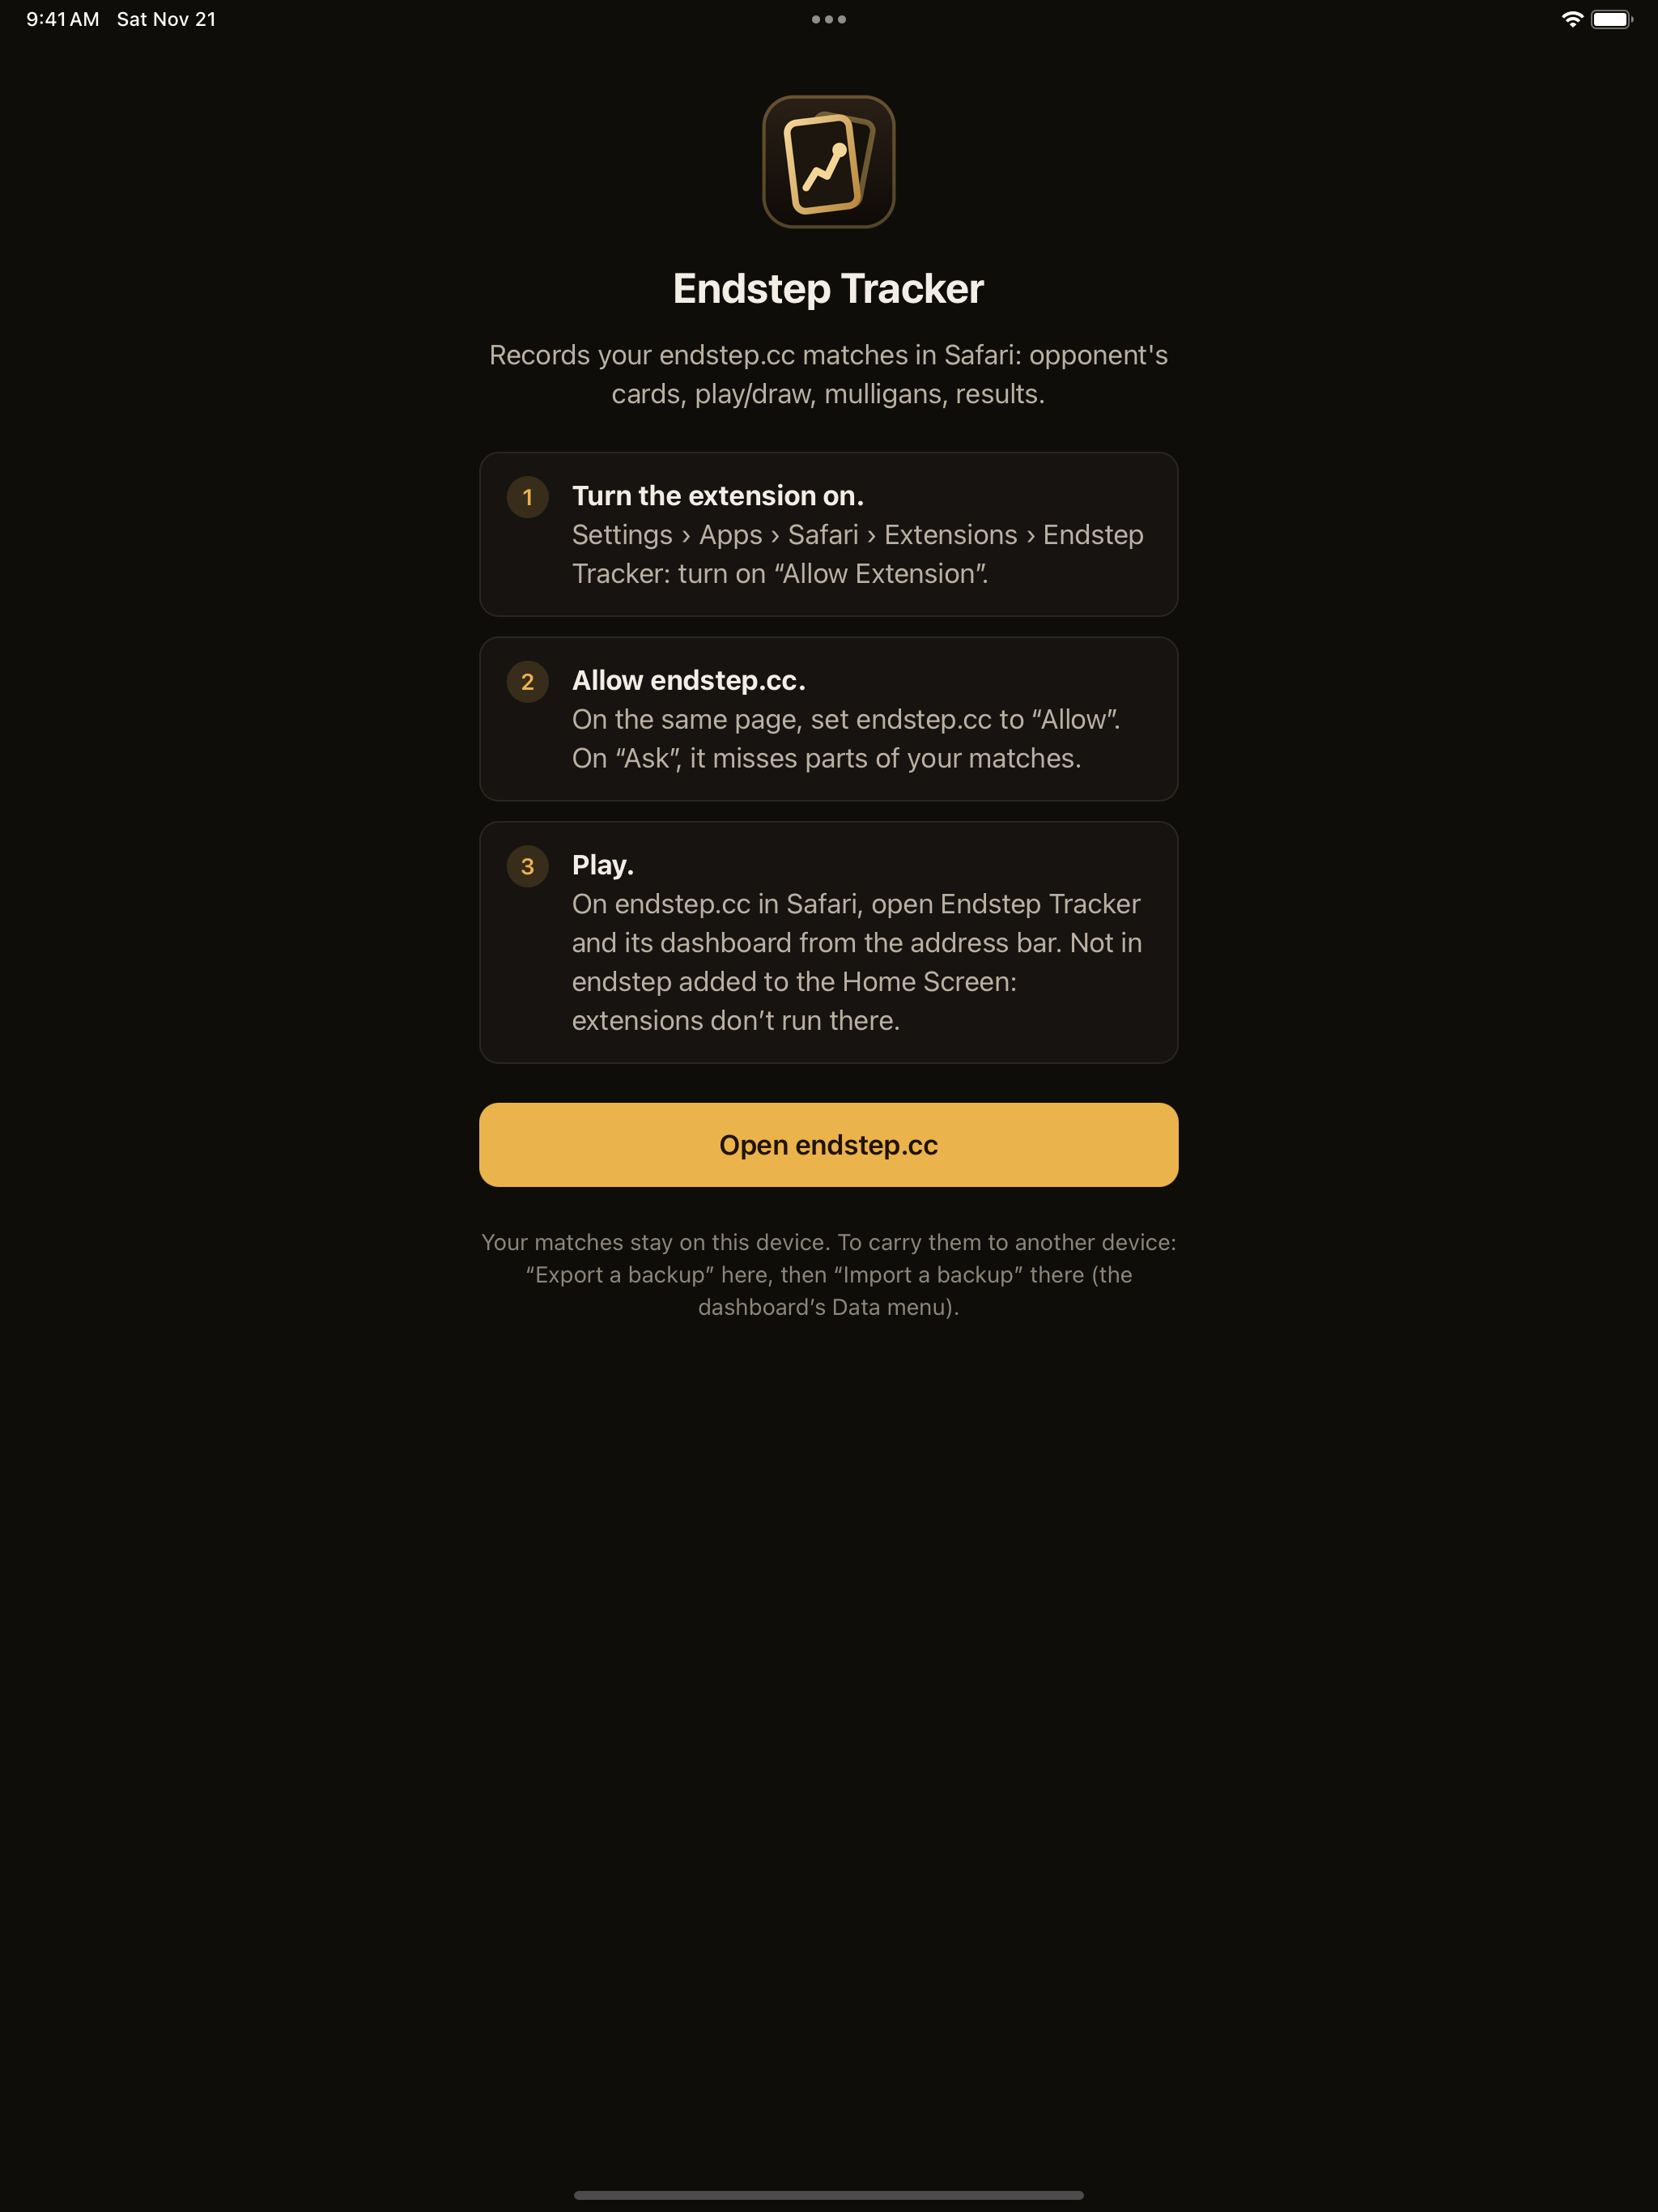 9:41 AM Sat Nov 21
Endstep Tracker
Records your endstep.cc matches in Safari: opponent's
cards, play/draw, mulligans, results.
1
Turn the extension on.
Settings › Apps › Safari › Extensions › Endstep
Tracker: turn on “Allow Extension”.
2
Allow endstep.cc.
On the same page, set endstep.cc to “Allow”.
On “Ask”, it misses parts of your matches.
3
Play.
On endstep.cc in Safari, open Endstep Tracker
and its dashboard from the address bar. Not in
endstep added to the Home Screen:
extensions don’t run there.
Open endstep.cc
Your matches stay on this device. To carry them to another device:
“Export a backup” here, then “Import a backup” there (the
dashboard’s Data menu).